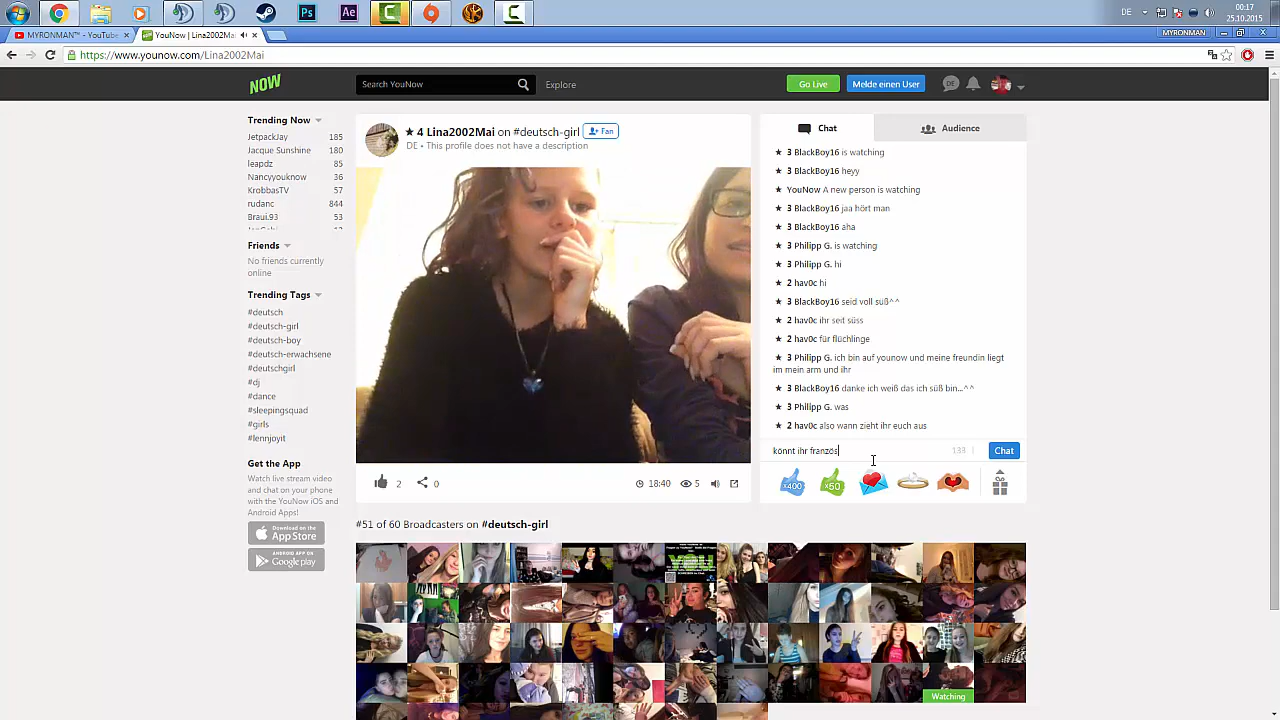 DE
00:17
25.10.2015
MYRONMAN™ - YouTube
YouNow | Lina2002Mai
MYRONMAN
https://www.younow.com/Lina2002Mai
NOW
Search YouNow
Explore
Go Live
Melde einen User
DE
Trending Now
JetpackJay 185
Jacque Sunshine 180
leapdz 85
Nancyyouknow 36
KrobbasTV 57
rudanc 844
Braui.93 53
Friends
No friends currently
online
Trending Tags
#deutsch
#deutsch-girl
#deutsch-boy
#deutsch-erwachsene
#deutschgirl
#dj
#dance
#sleepingsquad
#girls
#lennjoyit
Get the App
Watch live stream video
and chat on your phone
with the YouNow iOS and
Android Apps!
Download on the
App Store
ANDROID APP ON
Google play
★ 4 Lina2002Mai on #deutsch-girl
Fan
DE • This profile does not have a description
2
0
18:40
5
Chat
Audience
★ 3 BlackBoy16 is watching
★ 3 BlackBoy16 heyy
★ YouNow A new person is watching
★ 3 BlackBoy16 jaa hört man
★ 3 BlackBoy16 aha
★ 3 Philipp G. is watching
★ 3 Philipp G. hi
★ 2 hav0c hi
★ 3 BlackBoy16 seid voll süß^^
★ 2 hav0c ihr seit süss
★ 2 hav0c für flüchlinge
★ 3 Philipp G. ich bin auf younow und meine freundin liegt
im mein arm und ihr
★ 3 BlackBoy16 danke ich weiß das ich süß bin...^^
★ 3 Philipp G. was
★ 2 hav0c also wann zieht ihr euch aus
könnt ihr französ
133
Chat
x400
x50
#51 of 60 Broadcasters on #deutsch-girl
Watching